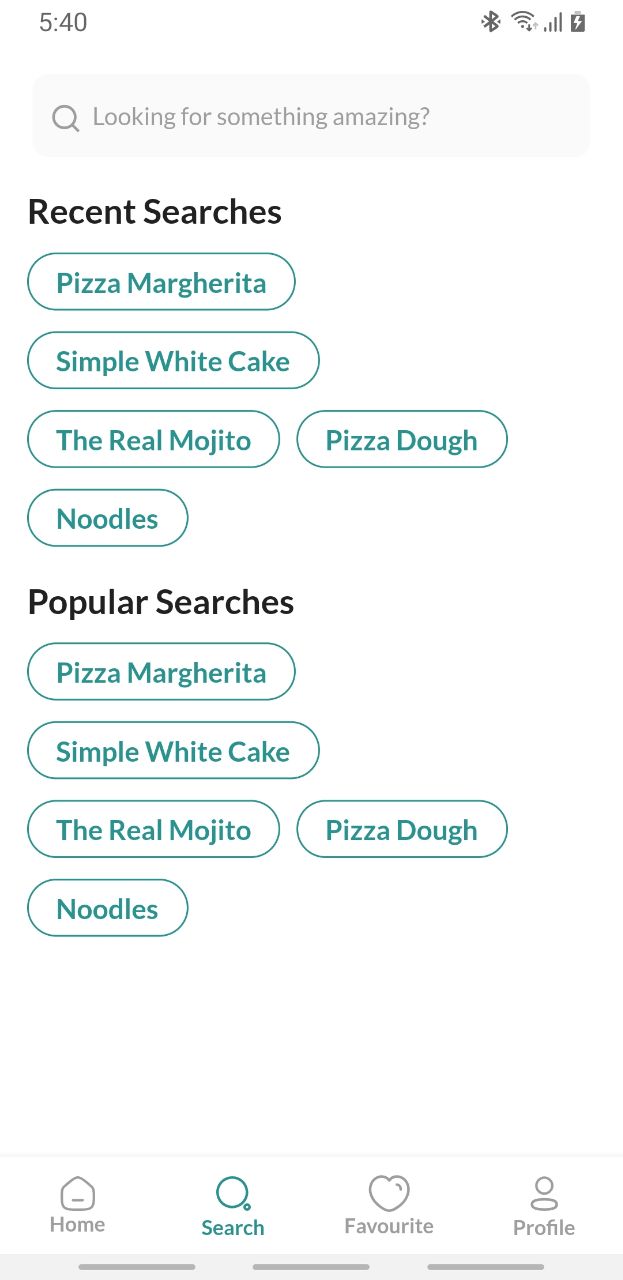 5:40
Looking for something amazing?
Recent Searches
Pizza Margherita
Simple White Cake
The Real Mojito Pizza Dough
Noodles
Popular Searches
Pizza Margherita
Simple White Cake
The Real Mojito Pizza Dough
Noodles
Home Search Favourite Profile